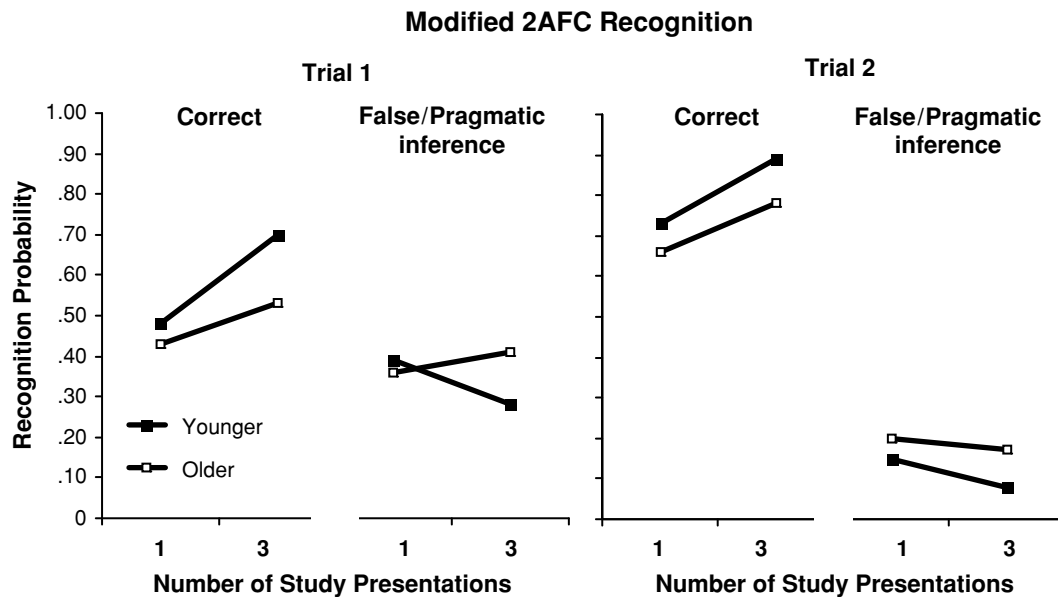 Modified 2AFC Recognition
Trial 1
Trial 2
Correct
False/Pragmatic
inference
Correct
False/Pragmatic
inference
Recognition Probability
1.00
.90
.80
.70
.60
.50
.40
.30
.20
.10
0
Younger
Older
1 3
1 3
1 3
1 3
Number of Study Presentations
Number of Study Presentations